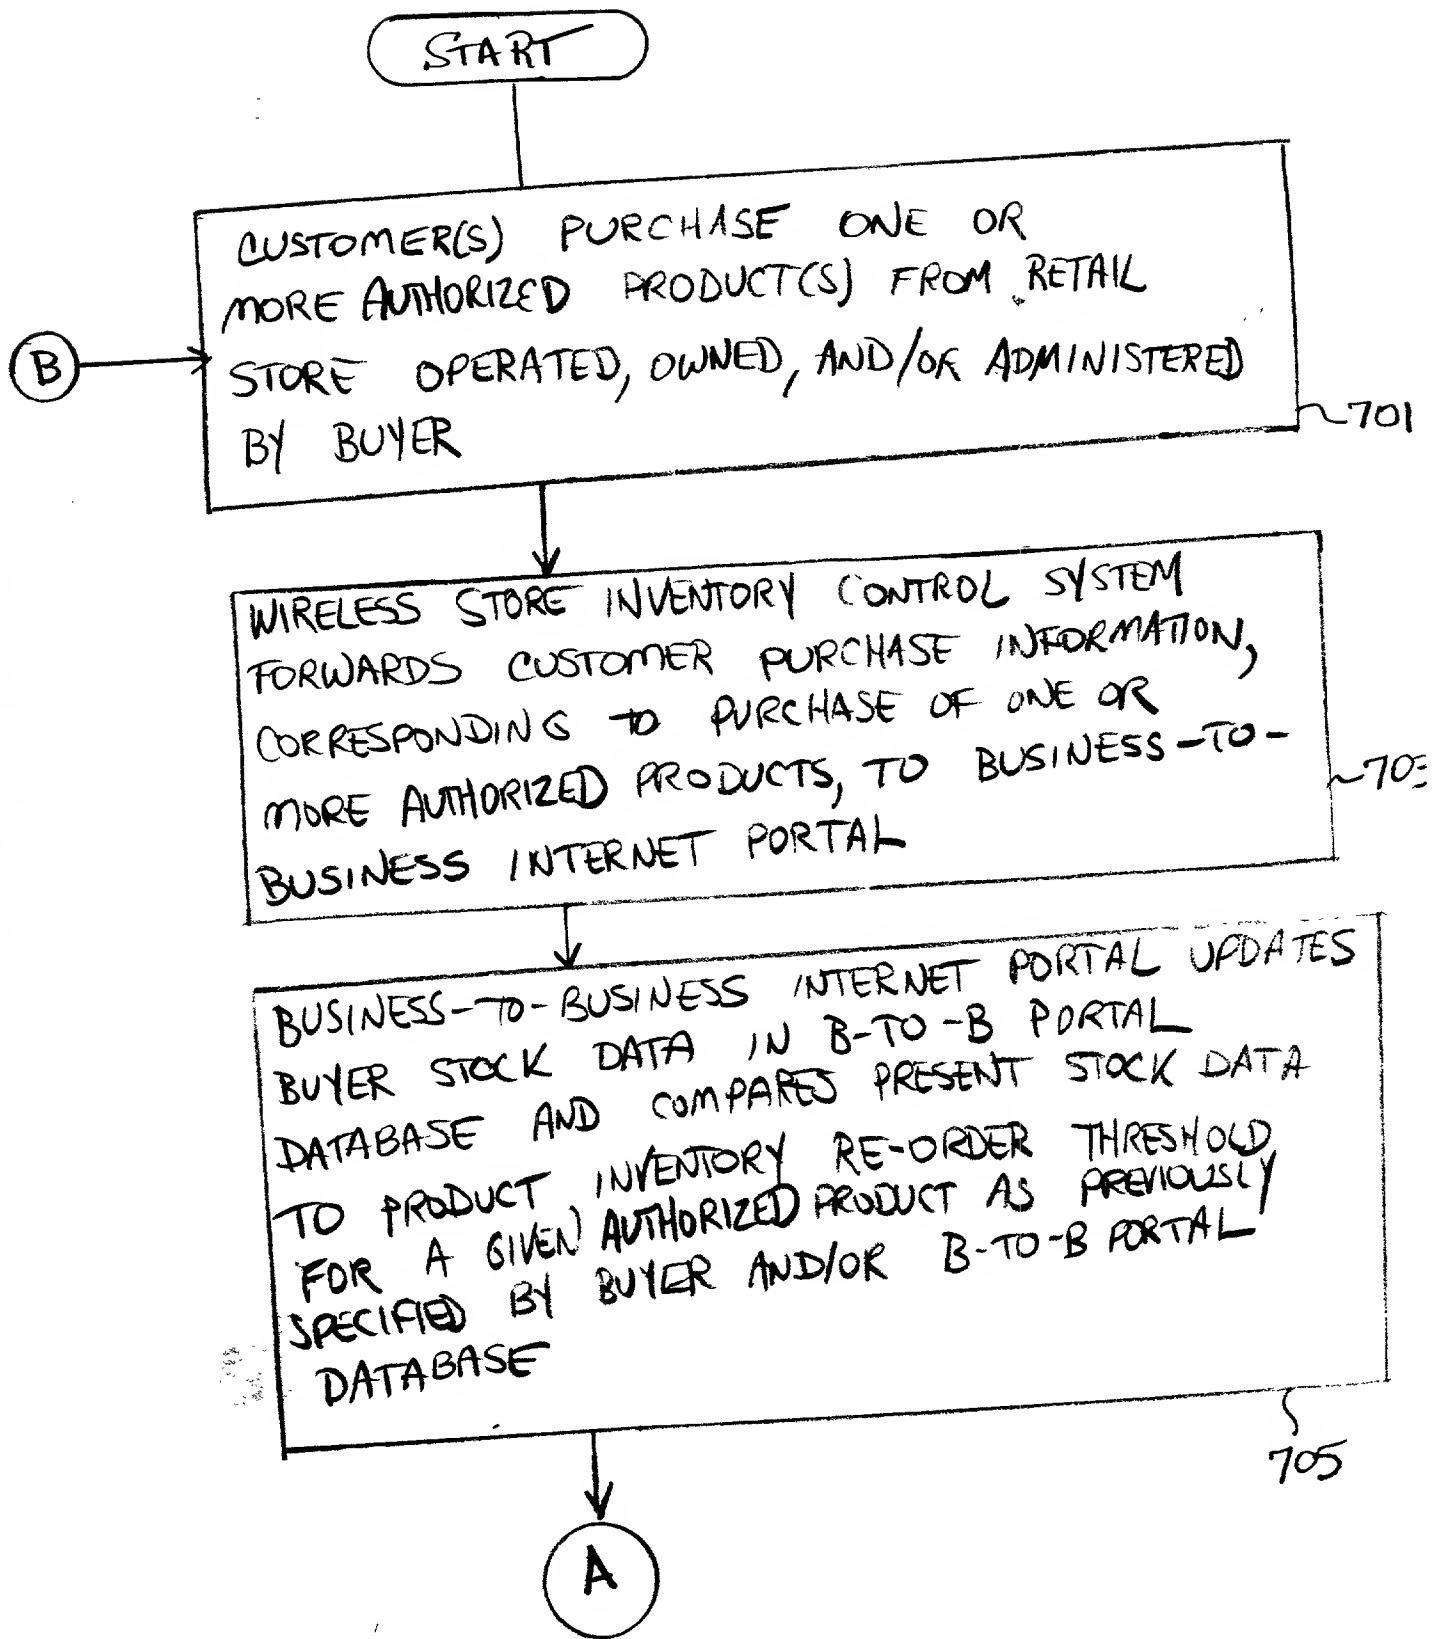 START
CUSTOMER(S) PURCHASE ONE OR
MORE AUTHORIZED PRODUCT(S) FROM RETAIL
B
STORE OPERATED, OWNED, AND/OR ADMINISTERED
BY BUYER
701
WIRELESS STORE INVENTORY CONTROL SYSTEM
FORWARDS CUSTOMER PURCHASE INFORMATION,
CORRESPONDING TO PURCHASE OF ONE OR
MORE AUTHORIZED PRODUCTS, TO BUSINESS-TO-
BUSINESS INTERNET PORTAL
703
BUSINESS-TO-BUSINESS INTERNET PORTAL UPDATES
BUYER STOCK DATA IN B-TO-B PORTAL
DATABASE AND COMPARES PRESENT STOCK DATA
TO PRODUCT INVENTORY RE-ORDER THRESHOLD
FOR A GIVEN AUTHORIZED PRODUCT AS PREVIOUSLY
SPECIFIED BY BUYER AND/OR B-TO-B PORTAL
DATABASE
705
A